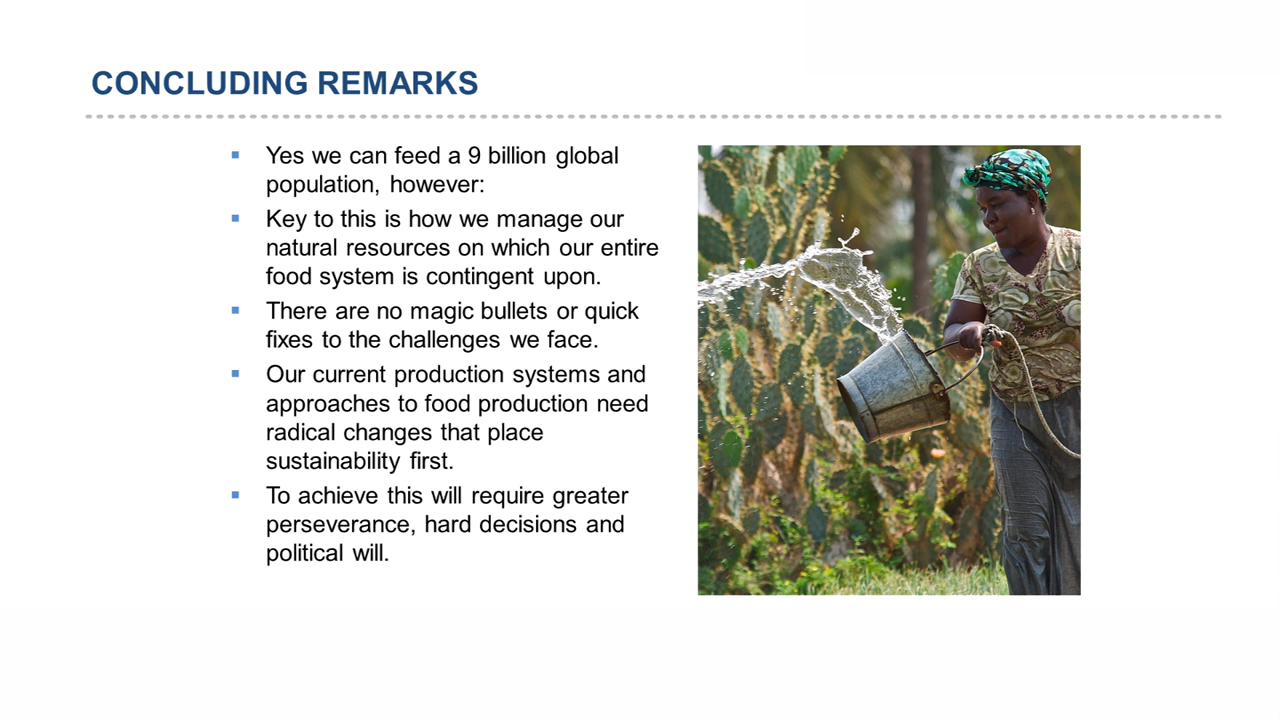 CONCLUDING REMARKS
▪ Yes we can feed a 9 billion global
population, however:
▪ Key to this is how we manage our
natural resources on which our entire
food system is contingent upon.
▪ There are no magic bullets or quick
fixes to the challenges we face.
▪ Our current production systems and
approaches to food production need
radical changes that place
sustainability first.
▪ To achieve this will require greater
perseverance, hard decisions and
political will.